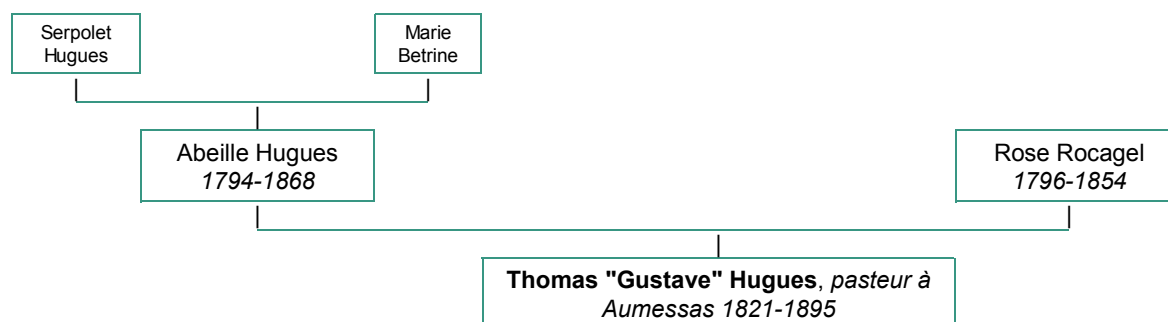 Serpolet
Hugues
Marie
Betrine
Abeille Hugues
1794-1868
Rose Rocagel
1796-1854
Thomas "Gustave" Hugues, pasteur à
Aumessas 1821-1895